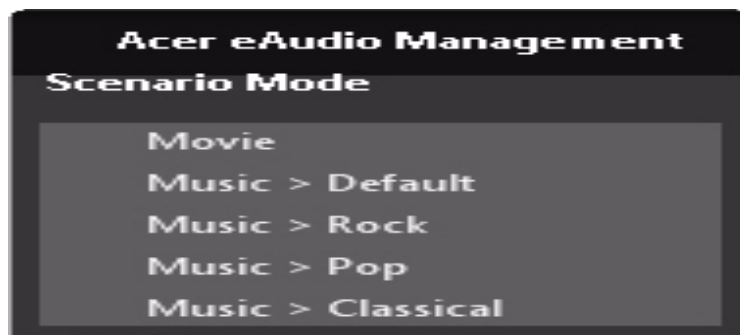 Acer eAudio Management
Scenario Mode
Movie
Music > Default
Music > Rock
Music > Pop
Music > Classical